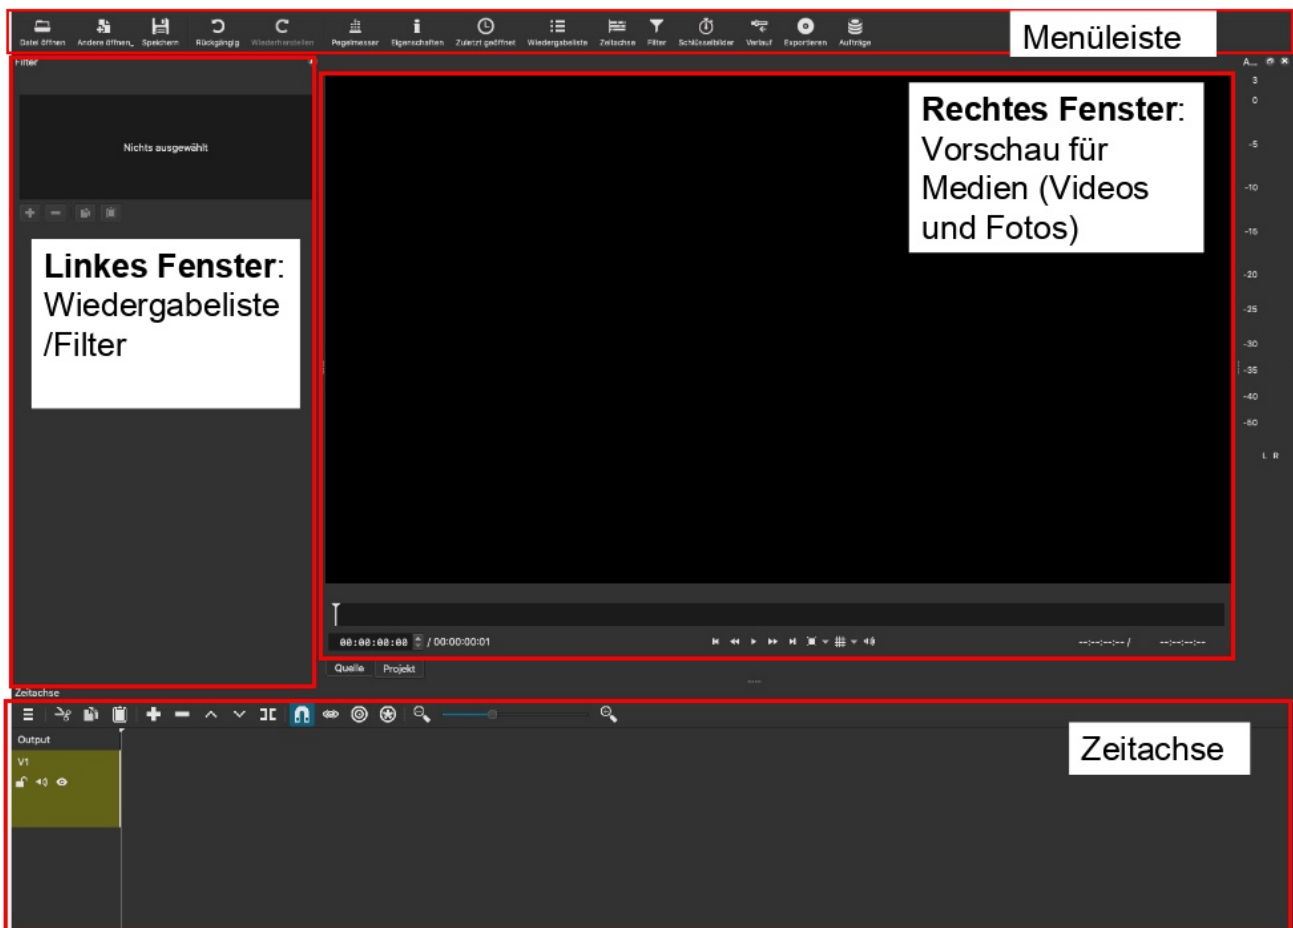 Datei öffnen Andere öffnen_ Speichern Rückgängig Wiederherstellen Pegelmesser Eigenschaften Zuletzt geöffnet Wiedergabeliste Zeitachse Filter Schlüsselbilder Verlauf Exportieren Aufträge
Menüleiste
Filter
A...
Nichts ausgewählt
Linkes Fenster:
Wiedergabeliste
/Filter
Rechtes Fenster:
Vorschau für
Medien (Videos
und Fotos)
3
0
-5
-10
-15
-20
-25
-30
-35
-40
-50
L R
00:00:00:00 / 00:00:00:01
--:--:--:-- / --:--:--:--
Quelle Projekt
Zeitachse
Output
V1
Zeitachse